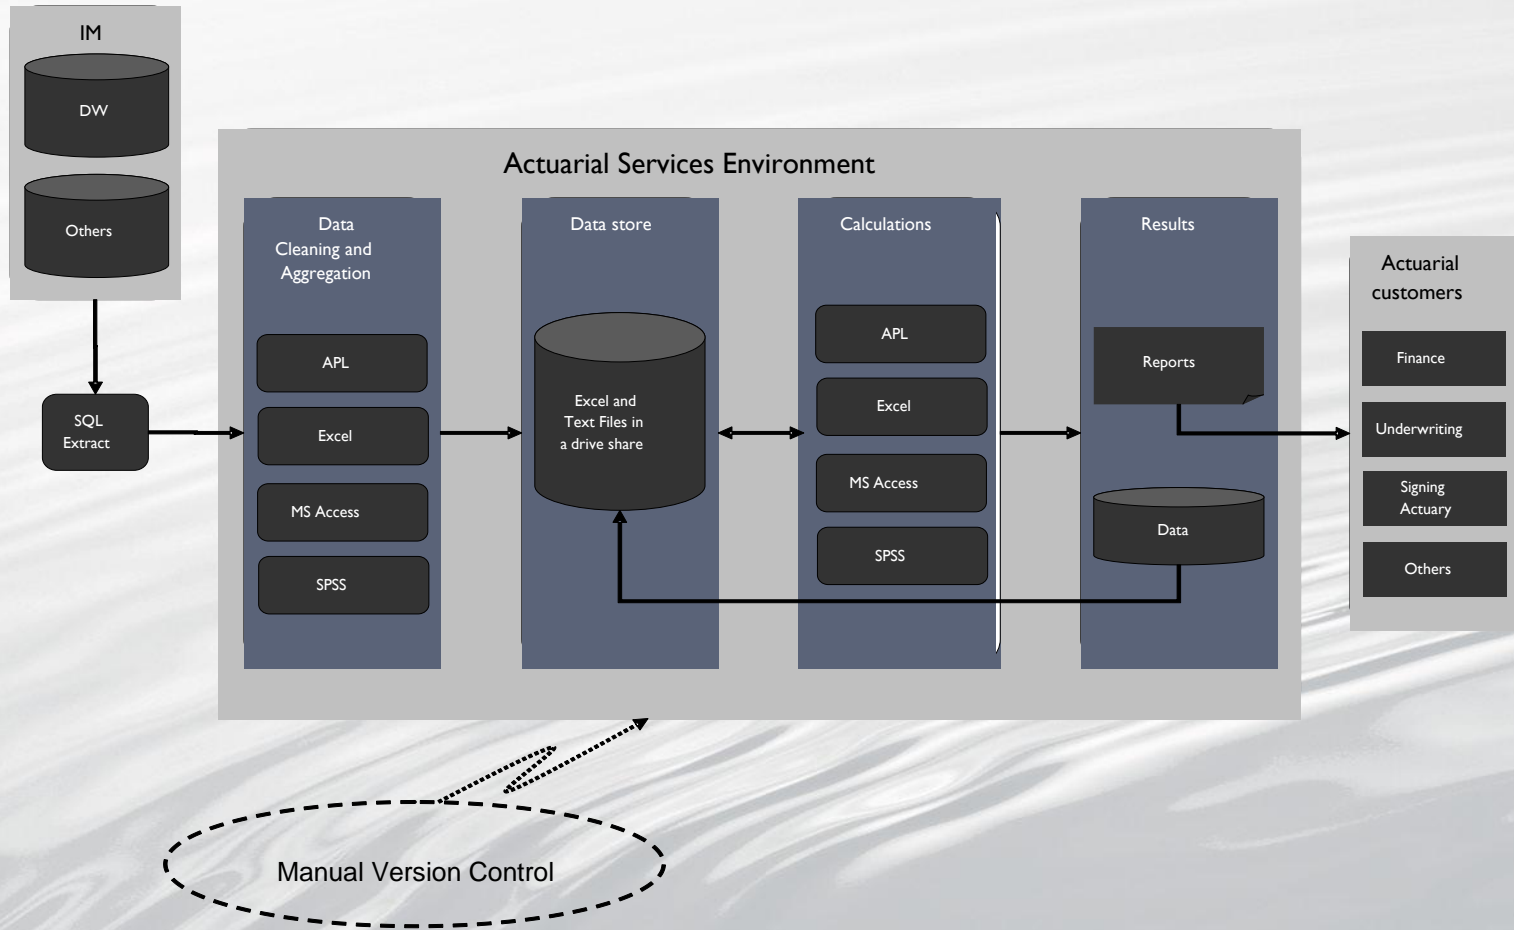 IM
DW
Others
SQL
Extract
Actuarial Services Environment
Data
Cleaning and
Aggregation
APL
Excel
MS Access
SPSS
Data store
Excel and
Text Files in
a drive share
Calculations
APL
Excel
MS Access
SPSS
Results
Reports
Data
Actuarial
customers
Finance
Underwriting
Signing
Actuary
Others
Manual Version Control